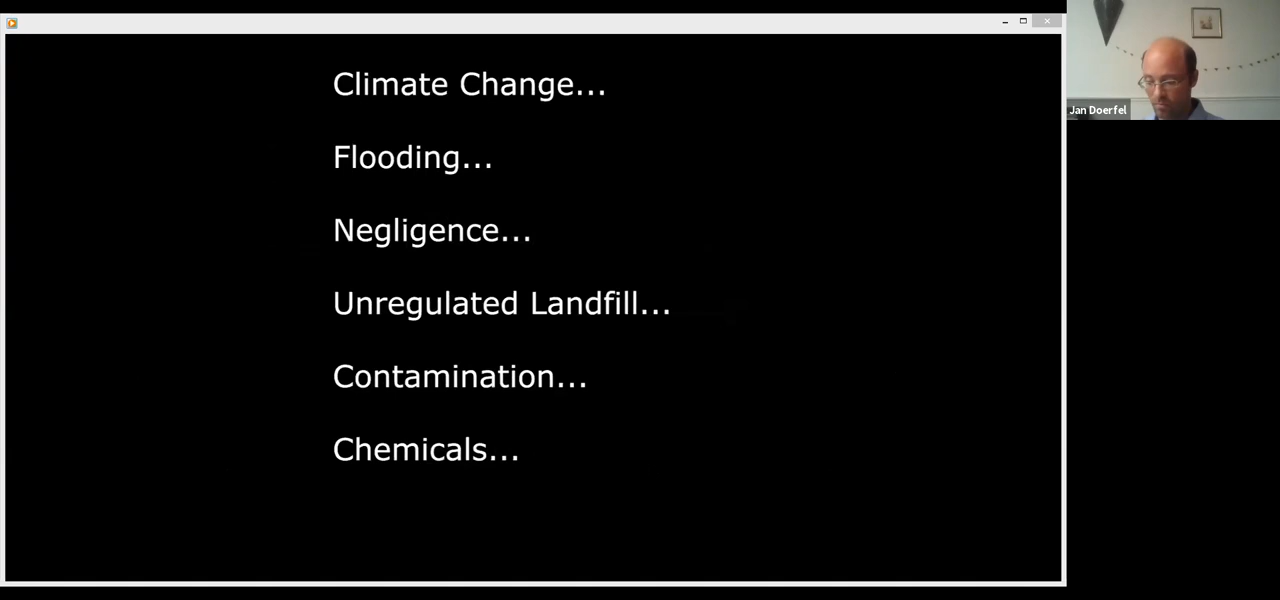 Climate Change...
Flooding...
Negligence...
Unregulated Landfill...
Contamination...
Chemicals...
Jan Doerfel